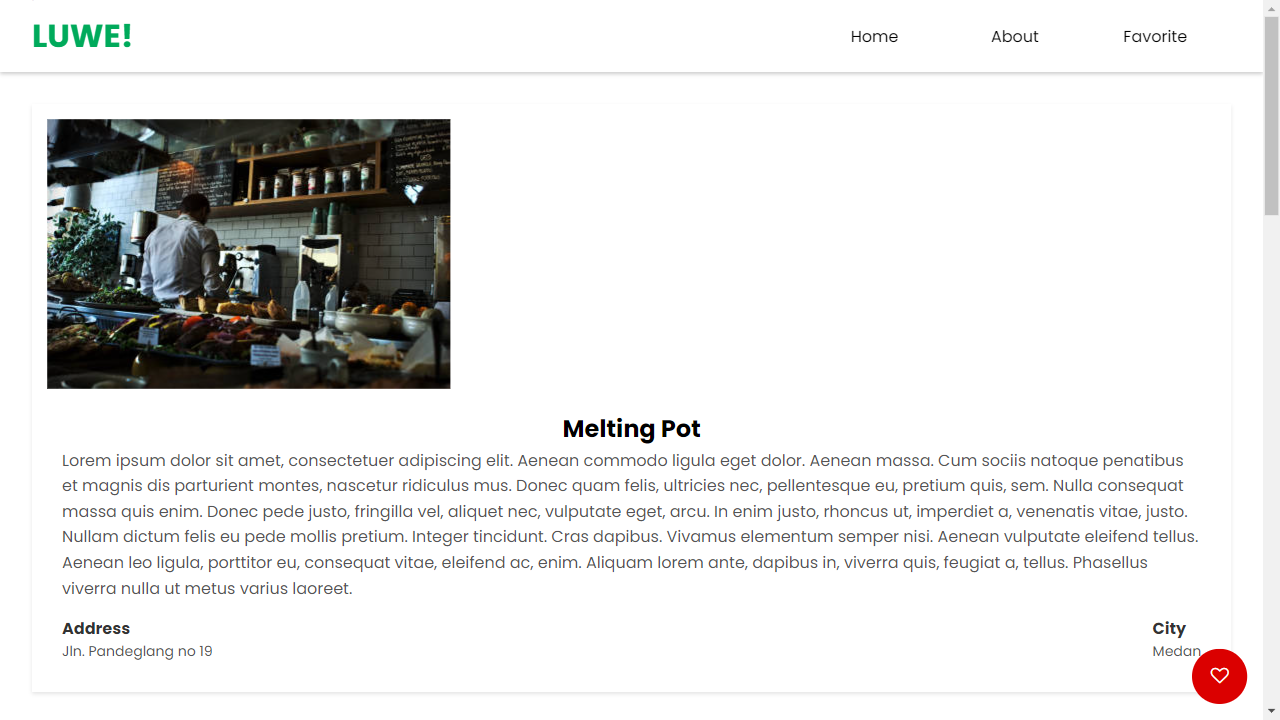 LUWE!
Home About Favorite
Melting Pot
Lorem ipsum dolor sit amet, consectetuer adipiscing elit. Aenean commodo ligula eget dolor. Aenean massa. Cum sociis natoque penatibus
et magnis dis parturient montes, nascetur ridiculus mus. Donec quam felis, ultricies nec, pellentesque eu, pretium quis, sem. Nulla consequat
massa quis enim. Donec pede justo, fringilla vel, aliquet nec, vulputate eget, arcu. In enim justo, rhoncus ut, imperdiet a, venenatis vitae, justo.
Nullam dictum felis eu pede mollis pretium. Integer tincidunt. Cras dapibus. Vivamus elementum semper nisi. Aenean vulputate eleifend tellus.
Aenean leo ligula, porttitor eu, consequat vitae, eleifend ac, enim. Aliquam lorem ante, dapibus in, viverra quis, feugiat a, tellus. Phasellus
viverra nulla ut metus varius laoreet.
Address City
Jln. Pandeglang no 19 Medan